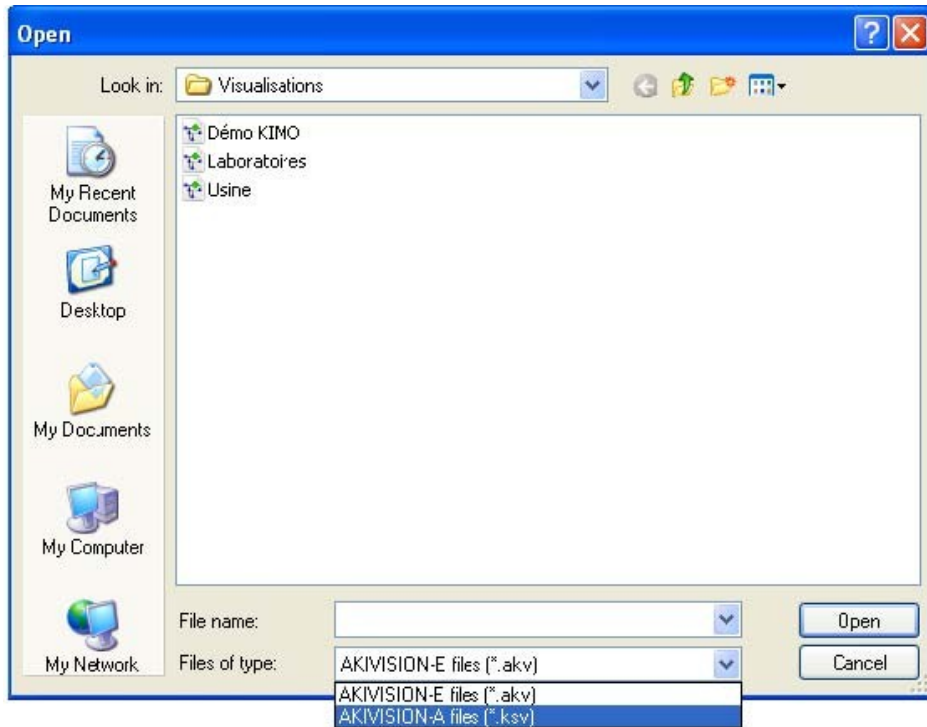 Open
Look in: Visualisations
Démo KIMO
Laboratoires
Usine
My Recent
Documents
Desktop
My Documents
My Computer
My Network
File name:
Open
Files of type: AKIVISION-E files (*.akv)
Cancel
AKIVISION-E files (*.akv)
AKIVISION-A files (*.ksv)